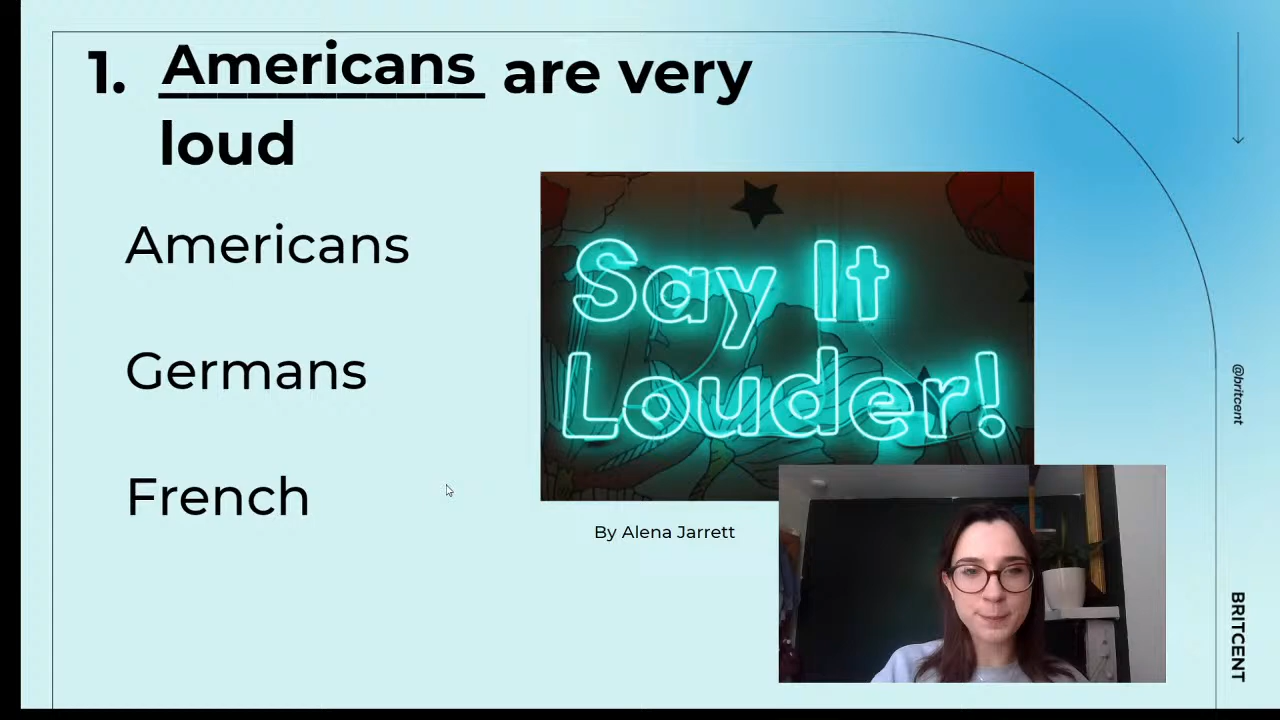 1. Americans are very
loud
Americans
Germans
French
Say It
Louder!
By Alena Jarrett
@britcent
BRITCENT